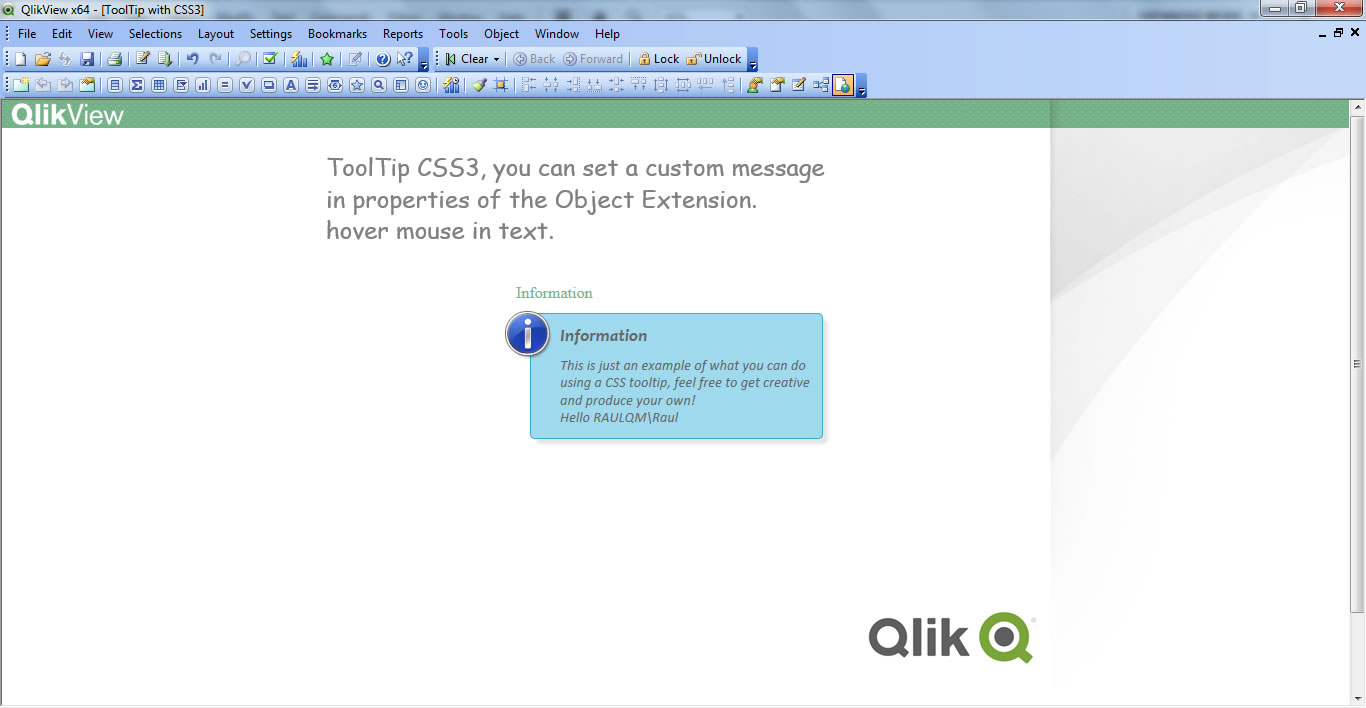 QlikView x64 - [ToolTip with CSS3]
File Edit View Selections Layout Settings Bookmarks Reports Tools Object Window Help
Clear Back Forward Lock Unlock
QlikView
ToolTip CSS3, you can set a custom message
in properties of the Object Extension.
hover mouse in text.
Information
Information
This is just an example of what you can do
using a CSS tooltip, feel free to get creative
and produce your own!
Hello RAULQM\Raul
Qlik